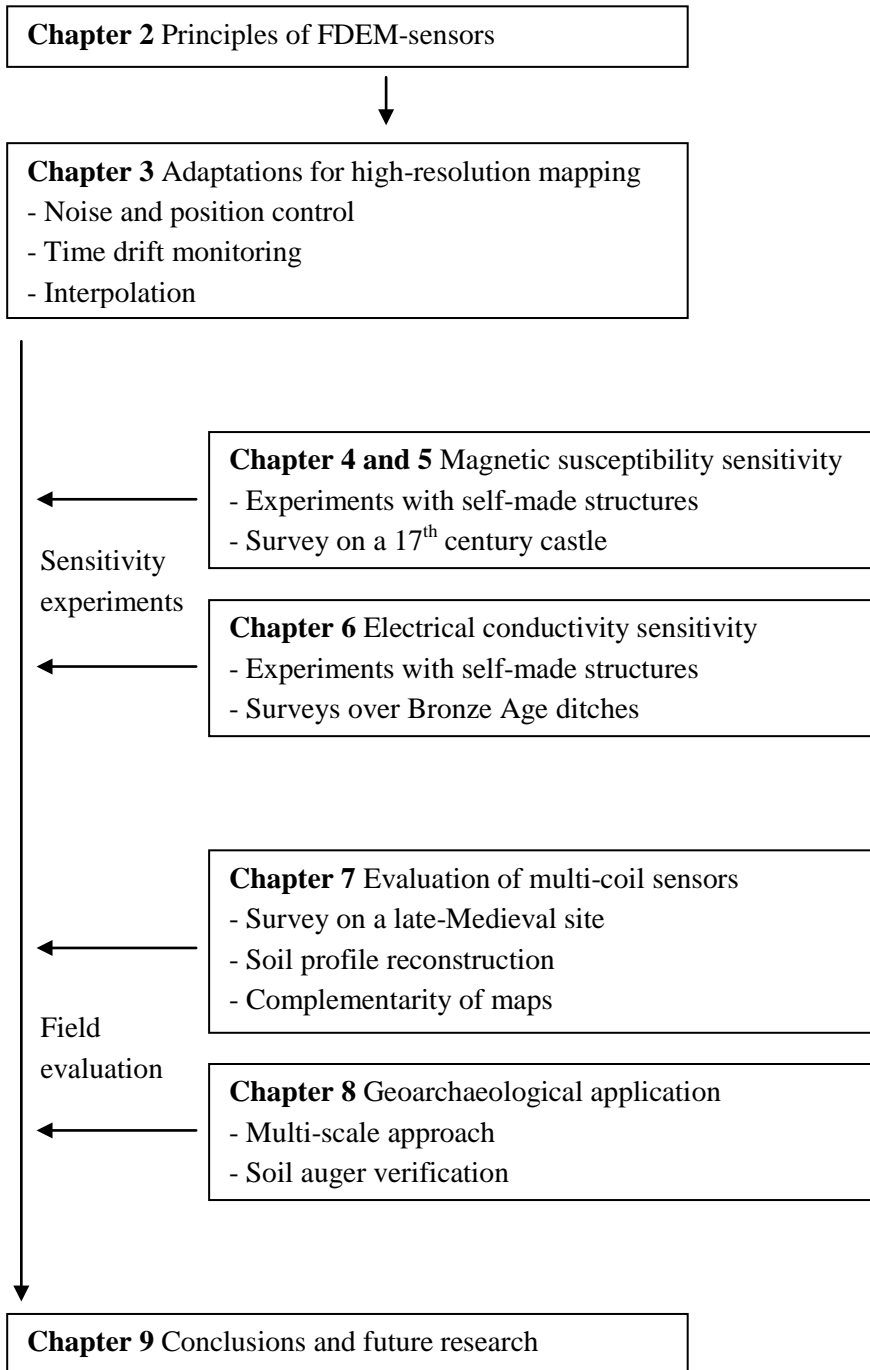 Chapter 2 Principles of FDEM-sensors
Chapter 3 Adaptations for high-resolution mapping
- Noise and position control
- Time drift monitoring
- Interpolation
Chapter 4 and 5 Magnetic susceptibility sensitivity
- Experiments with self-made structures
- Survey on a 17th century castle
Sensitivity
experiments
Chapter 6 Electrical conductivity sensitivity
- Experiments with self-made structures
- Surveys over Bronze Age ditches
Chapter 7 Evaluation of multi-coil sensors
- Survey on a late-Medieval site
- Soil profile reconstruction
- Complementarity of maps
Field
evaluation
Chapter 8 Geoarchaeological application
- Multi-scale approach
- Soil auger verification
Chapter 9 Conclusions and future research